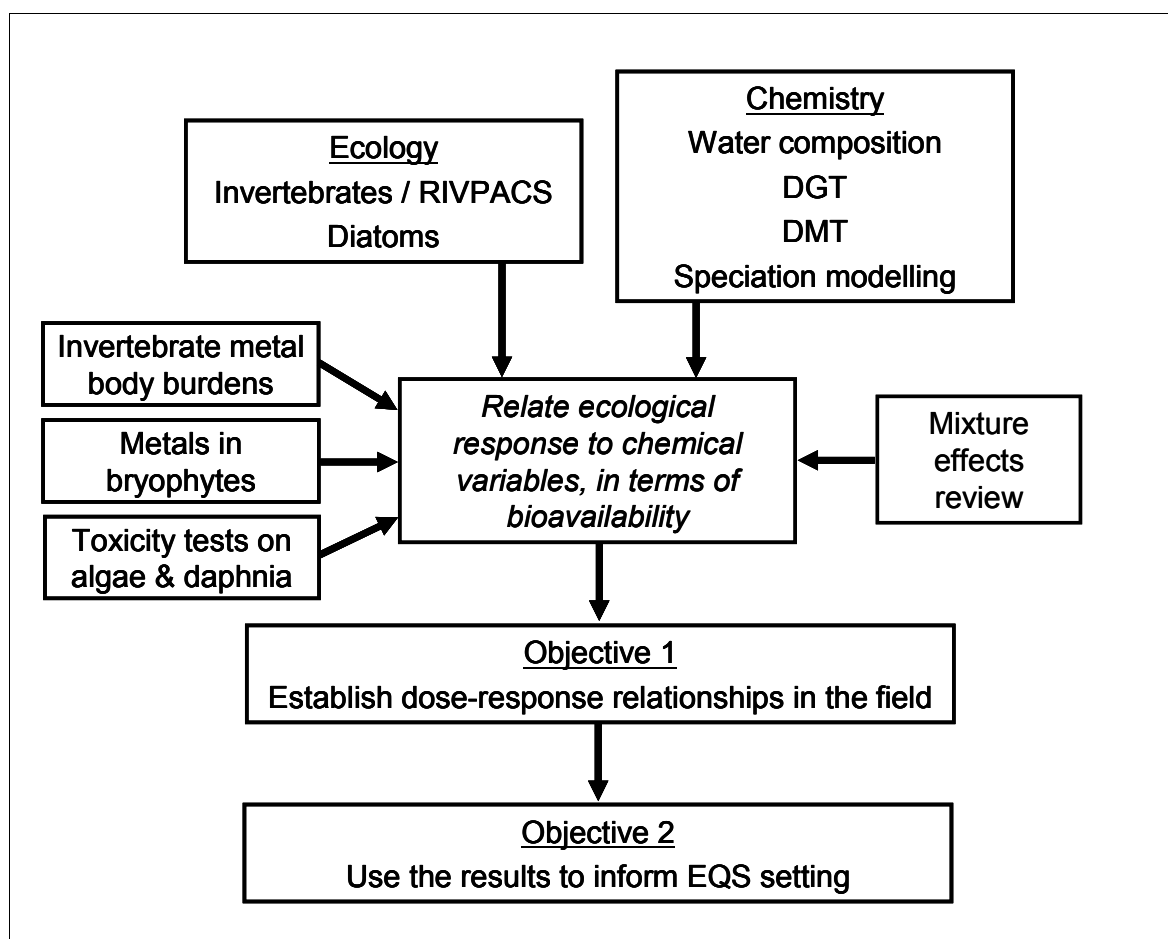 Ecology
Invertebrates / RIVPACS
Diatoms
Chemistry
Water composition
DGT
DMT
Speciation modelling
Invertebrate metal
body burdens
Metals in
bryophytes
Toxicity tests on
algae & daphnia
Relate ecological
response to chemical
variables, in terms of
bioavailability
Mixture
effects
review
Objective 1
Establish dose-response relationships in the field
Objective 2
Use the results to inform EQS setting